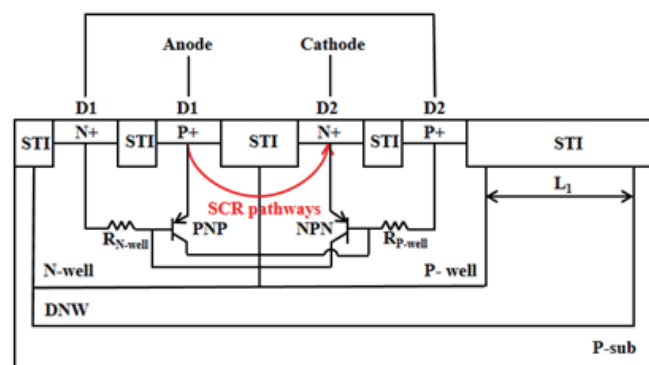 Anode Cathode
D1 D1 D2 D2
STI N+ STI P+ STI N+ STI P+ STI
L1
SCR pathways
PNP NPN
RN-well RP-well
N-well P- well
DNW
P-sub